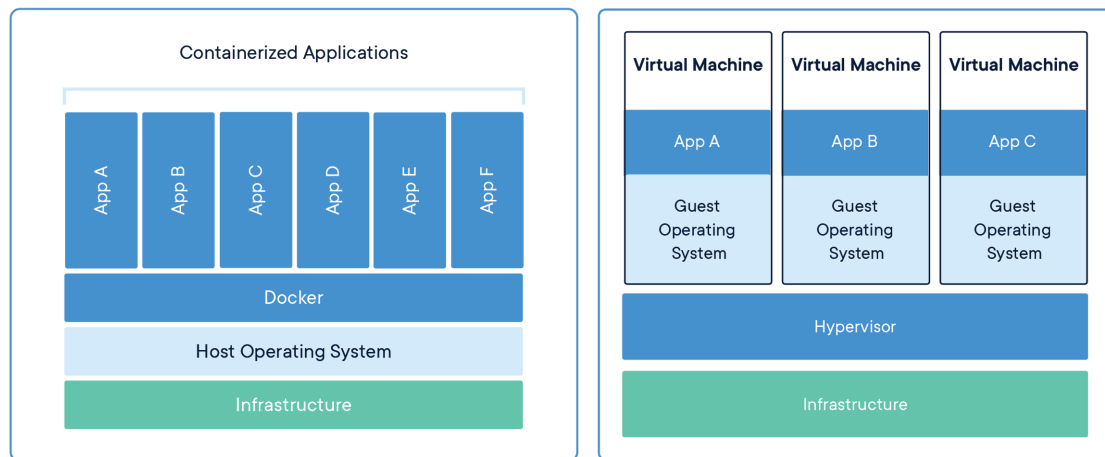 Containerized Applications
App A
App B
App C
App D
App E
App F
Docker
Host Operating System
Infrastructure
Virtual Machine
App A
Guest
Operating
System
Virtual Machine
App B
Guest
Operating
System
Virtual Machine
App C
Guest
Operating
System
Hypervisor
Infrastructure